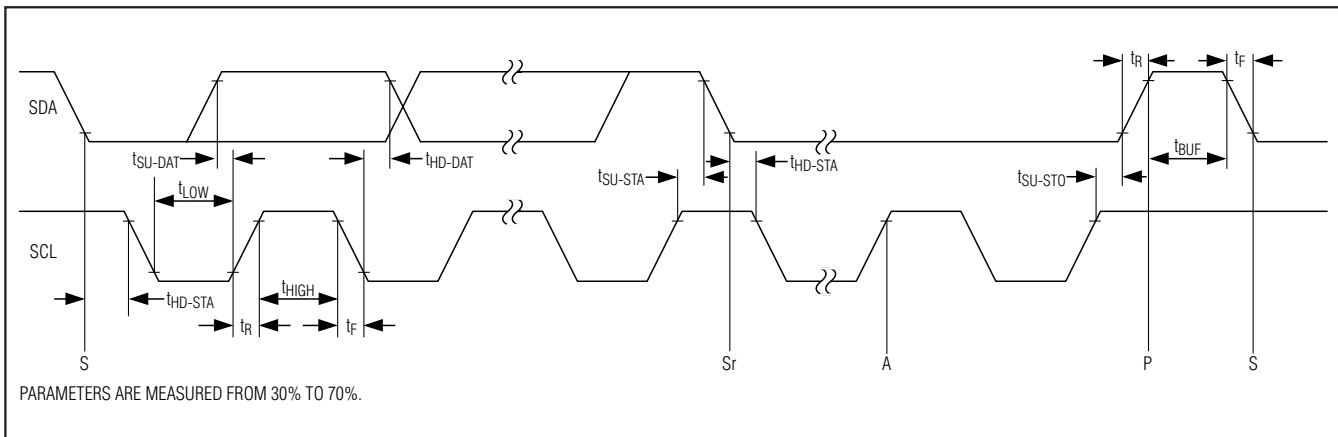 tR
tF
SDA
tSU-DAT
tHD-DAT
tSU-STA
tHD-STA
tSU-STO
tBUF
tLOW
SCL
tHD-STA
tR
tHIGH
tF
S
Sr
A
P
S
PARAMETERS ARE MEASURED FROM 30% TO 70%.